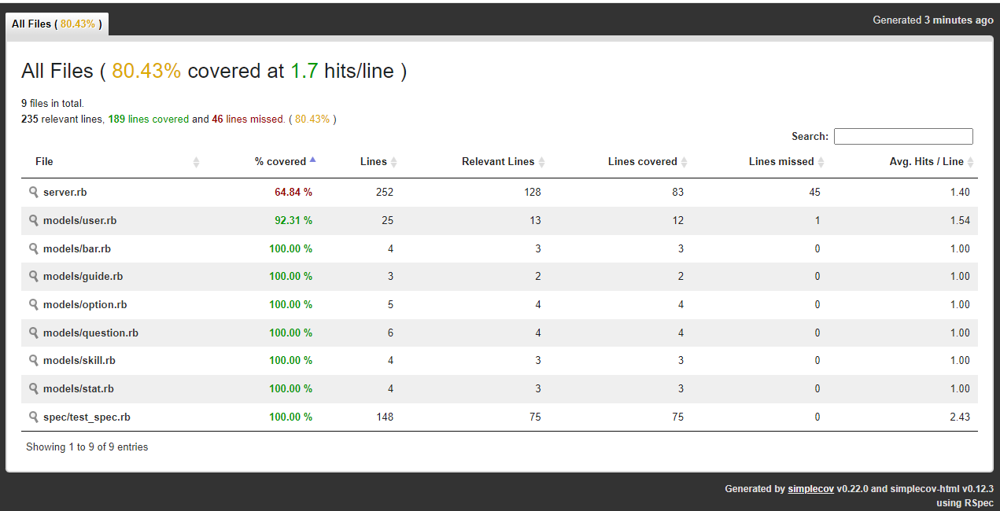 All Files ( 80.43% )
Generated 3 minutes ago
All Files ( 80.43% covered at 1.7 hits/line )
9 files in total.
235 relevant lines, 189 lines covered and 46 lines missed. ( 80.43% )
Search:
File % covered Lines Relevant Lines Lines covered Lines missed Avg. Hits / Line
server.rb 64.84 % 252 128 83 45 1.40
models/user.rb 92.31 % 25 13 12 1 1.54
models/bar.rb 100.00 % 4 3 3 0 1.00
models/guide.rb 100.00 % 3 2 2 0 1.00
models/option.rb 100.00 % 5 4 4 0 1.00
models/question.rb 100.00 % 6 4 4 0 1.00
models/skill.rb 100.00 % 4 3 3 0 1.00
models/stat.rb 100.00 % 4 3 3 0 1.00
spec/test_spec.rb 100.00 % 148 75 75 0 2.43
Showing 1 to 9 of 9 entries
Generated by simplecov v0.22.0 and simplecov-html v0.12.3
using RSpec